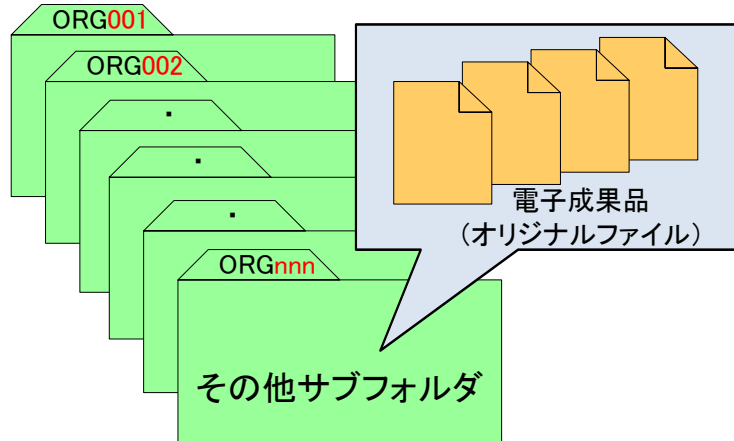 ORG001
ORG002
・
・
・
ORGnnn
電子成果品
（オリジナルファイル）
その他サブフォルダ